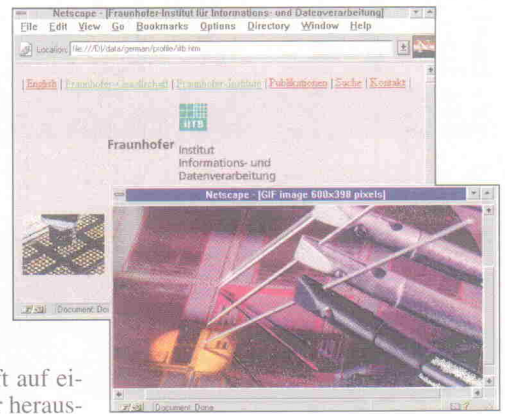 Netscape - [Fraunhofer-Institut für Informations- und Datenverarbeitung]
File Edit View Go Bookmarks Options Directory Window Help
Location: file:///D|/data/german/profile/iitb.htm
| English | Fraunhofer-Gesellschaft | Fraunhofer-Institute | Publikationen | Suche | Kontakt |
IITB
Fraunhofer Institut
Informations- und
Datenverarbeitung
Netscape - [GIF image 600x398 pixels]
Document: Do
Document: Done
ft auf ei-
r heraus-